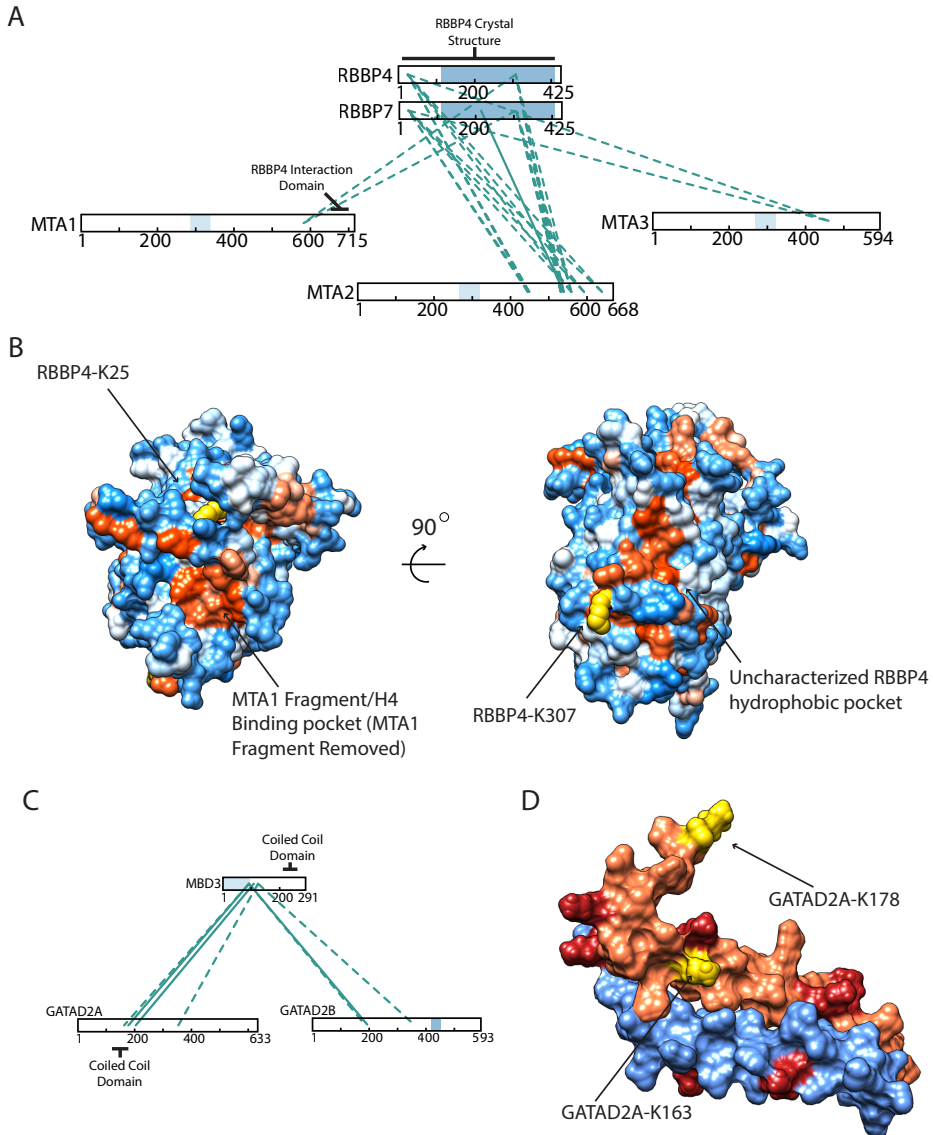 A
RBBP4 Crystal
Structure
RBBP4
1 200 425
RBBP7
1 200 425
RBBP4 Interaction
Domain
MTA1
1 200 400 600 715
MTA3
1 200 400 594
MTA2
1 200 400 600 668
B
RBBP4-K25
90°
MTA1 Fragment/H4
Binding pocket (MTA1
Fragment Removed)
RBBP4-K307
Uncharacterized RBBP4
hydrophobic pocket
C
Coiled Coil
Domain
MBD3
1 200 291
GATAD2A
1 200 400 633
Coiled Coil
Domain
GATAD2B
1 200 400 593
D
GATAD2A-K178
GATAD2A-K163